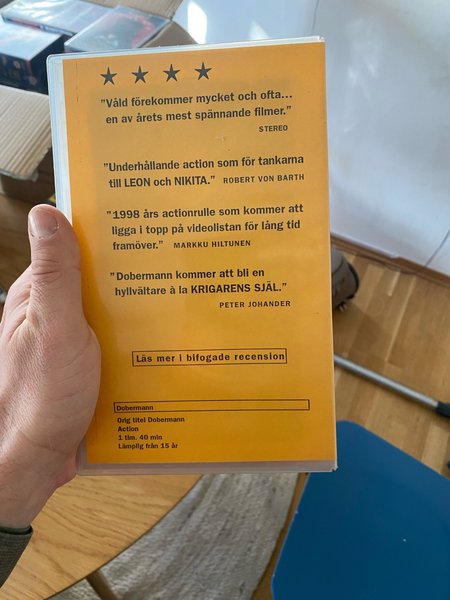 "Våld förekommer mycket och ofta...
en av årets mest spännande filmer."
STEREO
"Underhållande action som för tankarna
till LEON och NIKITA." ROBERT VON BARTH
"1998 års actionrulle som kommer att
ligga i topp på videolistan för lång tid
framöver." MARKKU HILTUNEN
"Dobermann kommer att bli en
hyllvältare à la KRIGARENS SJÄL."
PETER JOHANDER
Läs mer i bifogade recension
Dobermann
Orig titel Dobermann
Action
1 tim. 40 min
Lämplig från 15 år